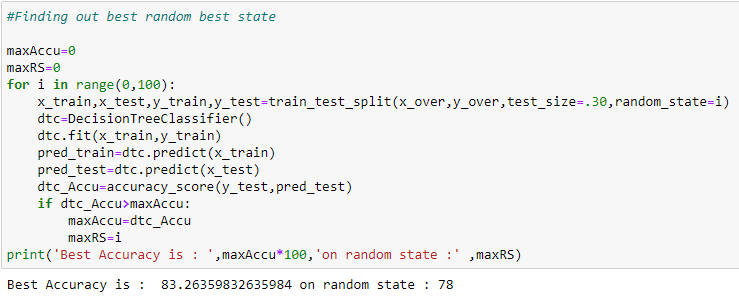 #Finding out best random best state
maxAccu=0
maxRS=0
for i in range(0,100):
    x_train,x_test,y_train,y_test=train_test_split(x_over,y_over,test_size=.30,random_state=i)
    dtc=DecisionTreeClassifier()
    dtc.fit(x_train,y_train)
    pred_train=dtc.predict(x_train)
    pred_test=dtc.predict(x_test)
    dtc_Accu=accuracy_score(y_test,pred_test)
    if dtc_Accu>maxAccu:
        maxAccu=dtc_Accu
        maxRS=i
print('Best Accuracy is : ',maxAccu*100,'on random state :' ,maxRS)
Best Accuracy is :  83.26359832635984 on random state : 78